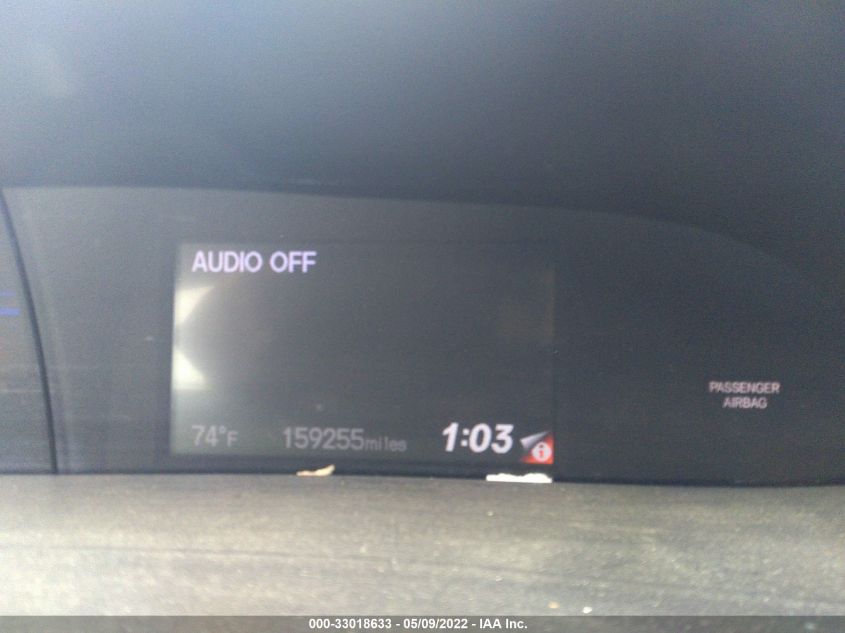 AUDIO OFF
74°F 159255miles 1:03 i
PASSENGER
AIRBAG
000-33018633 - 05/09/2022 - IAA Inc.